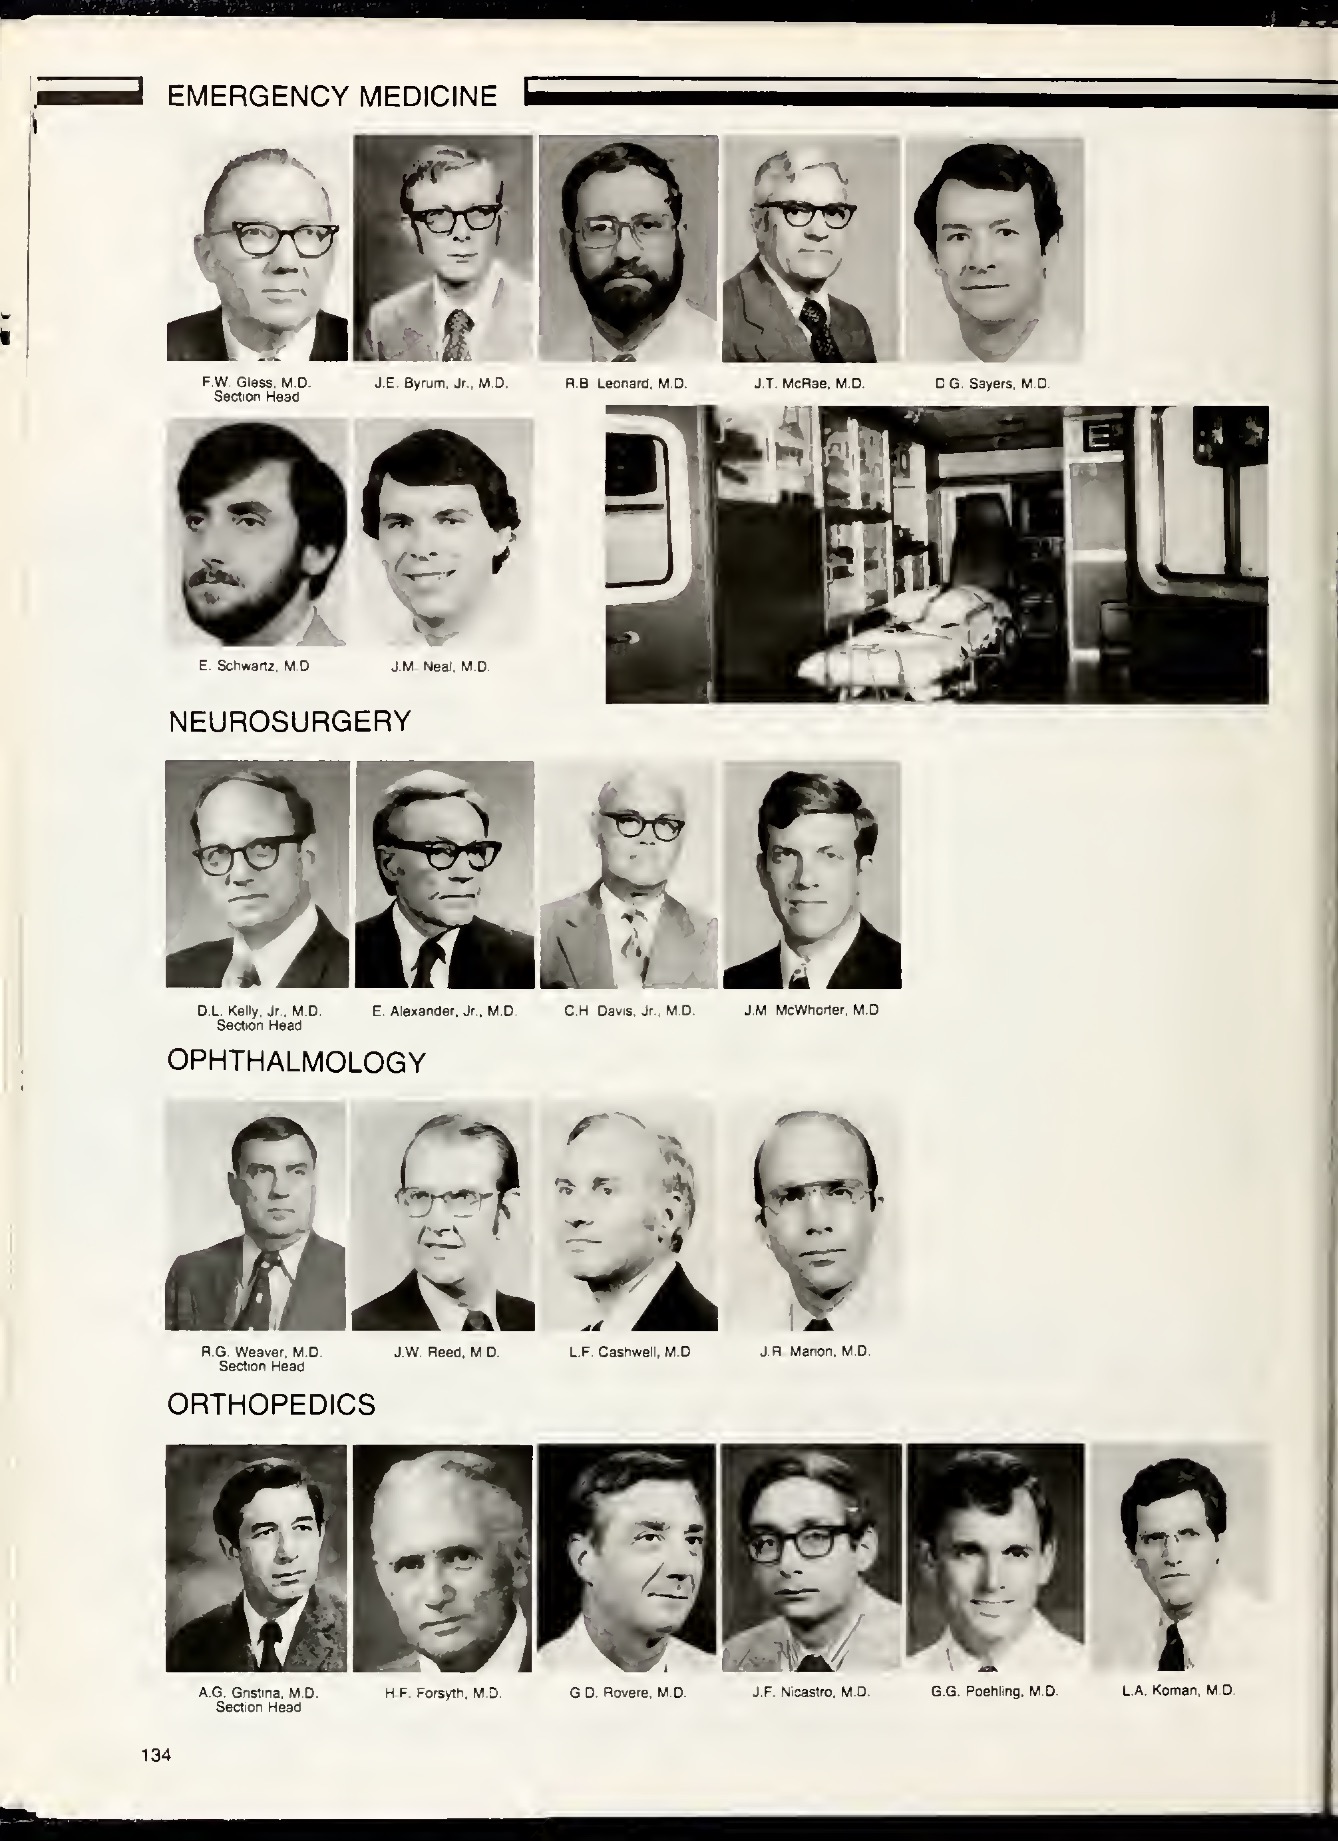 EMERGENCY MEDICINE
F.W. Glass, M.D.
Section Head
J.E. Byrum, Jr., M.D.
R.B Leonard, M.D.
J.T. McRae, M.D.
D G. Sayers, M.D.
E
E. Schwartz, M.D
J.M. Neal, M.D.
NEUROSURGERY
D.L. Kelly, Jr., M.D.
Section Head
E. Alexander, Jr., M.D.
C.H Davis, Jr., M.D.
J.M McWhorter, M.D
OPHTHALMOLOGY
R.G. Weaver, M.D.
Section Head
J.W. Reed, M D.
L.F. Cashwell, M.D
J.R. Marion, M.D.
ORTHOPEDICS
A.G. Gristina, M.D.
Section Head
H F. Forsyth, M.D.
G D. Rovere, M.D.
J.F. Nicastro, M.D.
G.G. Poehling, M.D.
L.A. Koman, M D.
134